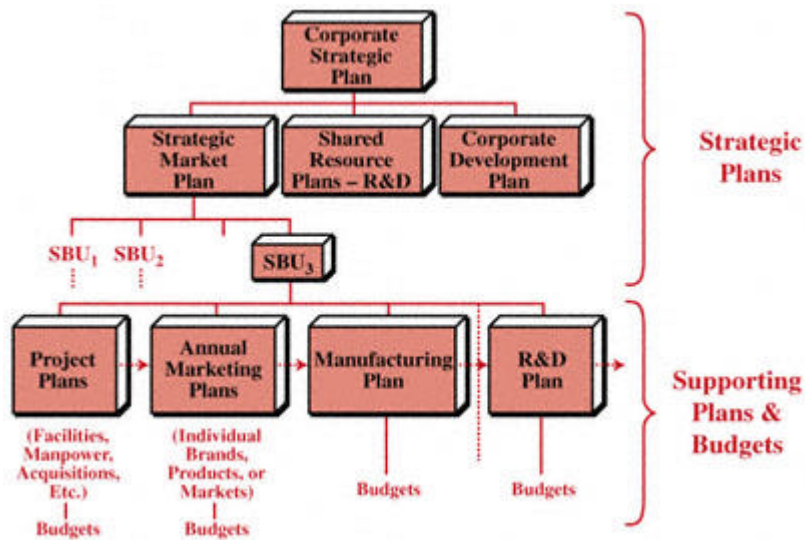 Corporate
Strategic
Plan
Strategic
Market
Plan
Shared
Resource
Plans – R&D
Corporate
Development
Plan
Strategic
Plans
SBU₁
SBU₂
SBU₃
Project
Plans
Annual
Marketing
Plans
Manufacturing
Plan
R&D
Plan
Supporting
Plans &
Budgets
(Facilities,
Manpower,
Acquisitions,
Etc.)
Budgets
(Individual
Brands,
Products, or
Markets)
Budgets
Budgets
Budgets